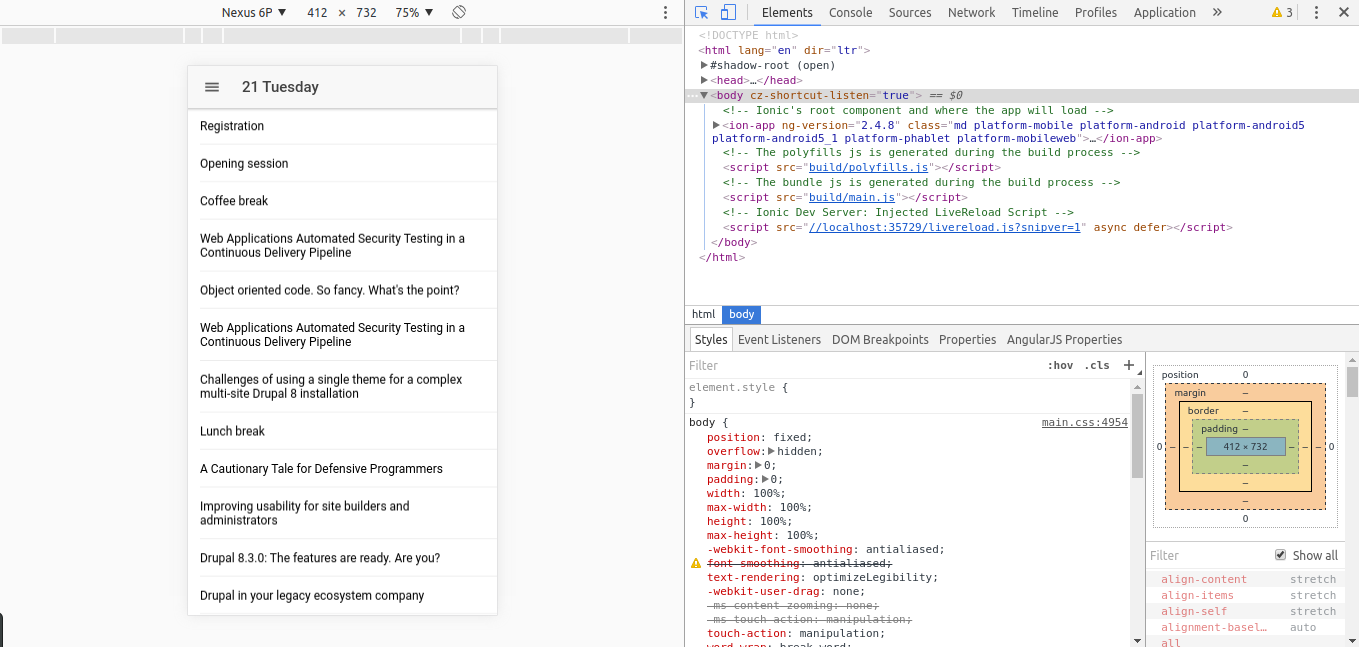 Nexus 6P ▼ 412 × 732 75% ▼
21 Tuesday
Registration
Opening session
Coffee break
Web Applications Automated Security Testing in a
Continuous Delivery Pipeline
Object oriented code. So fancy. What's the point?
Web Applications Automated Security Testing in a
Continuous Delivery Pipeline
Challenges of using a single theme for a complex
multi-site Drupal 8 installation
Lunch break
A Cautionary Tale for Defensive Programmers
Improving usability for site builders and
administrators
Drupal 8.3.0: The features are ready. Are you?
Drupal in your legacy ecosystem company
Elements Console Sources Network Timeline Profiles Application » 3
<!DOCTYPE html>
<html lang="en" dir="ltr">
▶#shadow-root (open)
▶<head>…</head>
…▼<body cz-shortcut-listen="true"> == $0
<!-- Ionic's root component and where the app will load -->
▶<ion-app ng-version="2.4.8" class="md platform-mobile platform-android platform-android5
platform-android5_1 platform-phablet platform-mobileweb">…</ion-app>
<!-- The polyfills js is generated during the build process -->
<script src="build/polyfills.js"></script>
<!-- The bundle js is generated during the build process -->
<script src="build/main.js"></script>
<!-- Ionic Dev Server: Injected LiveReload Script -->
<script src="//localhost:35729/livereload.js?snipver=1" async defer></script>
</body>
</html>
html body
Styles Event Listeners DOM Breakpoints Properties AngularJS Properties
Filter :hov .cls +
element.style {
}
body { main.css:4954
position: fixed;
overflow:▶hidden;
margin:▶0;
padding:▶0;
width: 100%;
max-width: 100%;
height: 100%;
max-height: 100%;
-webkit-font-smoothing: antialiased;
font-smoothing: antialiased;
text-rendering: optimizeLegibility;
-webkit-user-drag: none;
-ms-content-zooming: none;
-ms-touch-action: manipulation;
touch-action: manipulation;
word-wrap: break-word;
position 0
margin –
border –
padding –
0 – – – 412 × 732 – – – 0
–
–
–
0
Filter Show all
align-content stretch
align-items stretch
align-self stretch
alignment-basel… auto
all